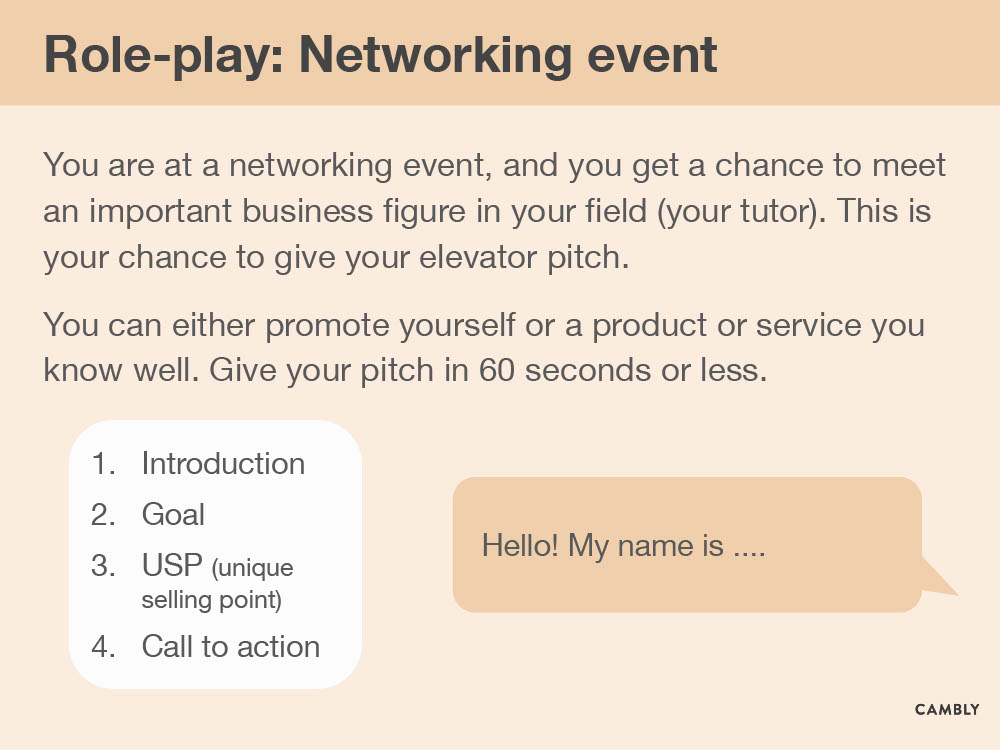 Role-play: Networking event
You are at a networking event, and you get a chance to meet
an important business figure in your field (your tutor). This is
your chance to give your elevator pitch.
You can either promote yourself or a product or service you
know well. Give your pitch in 60 seconds or less.
1. Introduction
2. Goal
3. USP (unique
selling point)
4. Call to action
Hello! My name is ....
CAMBLY